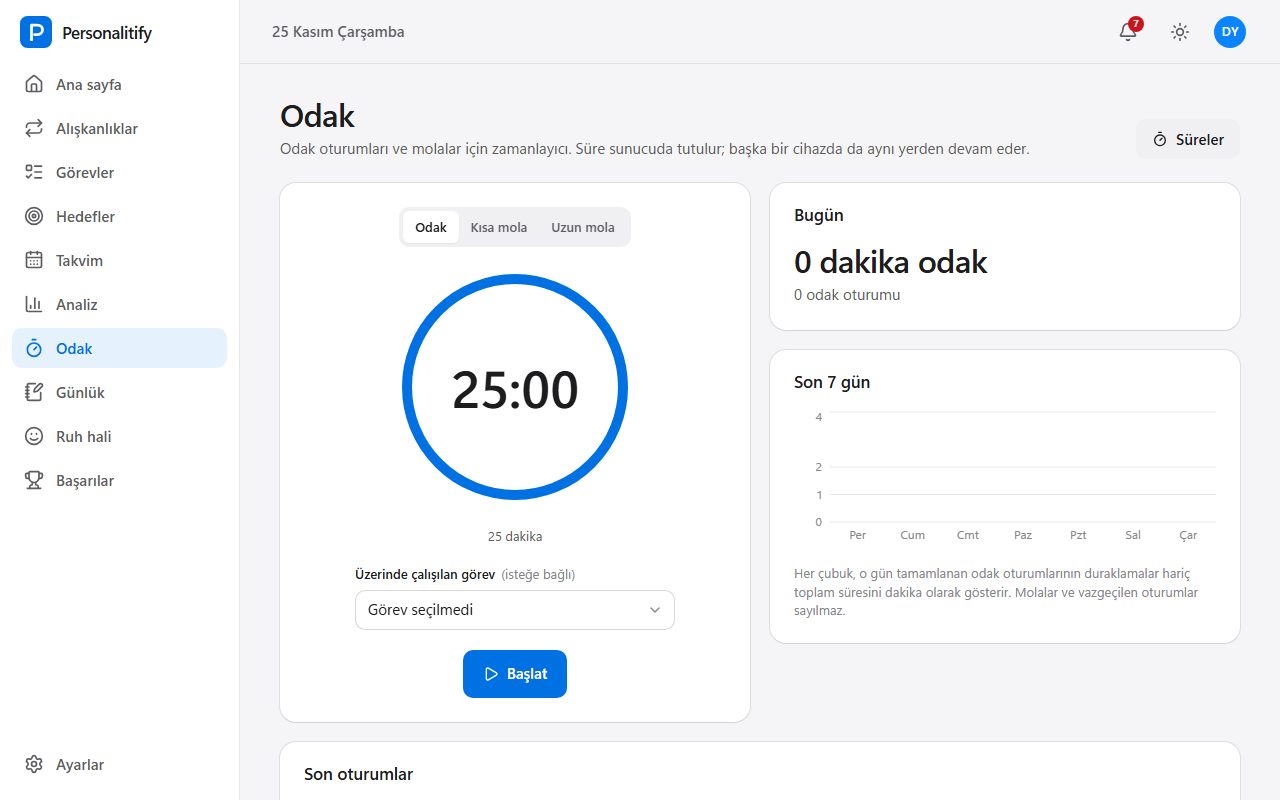 P Personalitify
Ana sayfa
Alışkanlıklar
Görevler
Hedefler
Takvim
Analiz
Odak
Günlük
Ruh hali
Başarılar
Ayarlar
25 Kasım Çarşamba
7
DY
Odak
Odak oturumları ve molalar için zamanlayıcı. Süre sunucuda tutulur; başka bir cihazda da aynı yerden devam eder.
Süreler
Odak Kısa mola Uzun mola
25:00
25 dakika
Üzerinde çalışılan görev (isteğe bağlı)
Görev seçilmedi
Başlat
Bugün
0 dakika odak
0 odak oturumu
Son 7 gün
4
2
1
0
Per Cum Cmt Paz Pzt Sal Çar
Her çubuk, o gün tamamlanan odak oturumlarının duraklamalar hariç
toplam süresini dakika olarak gösterir. Molalar ve vazgeçilen oturumlar
sayılmaz.
Son oturumlar